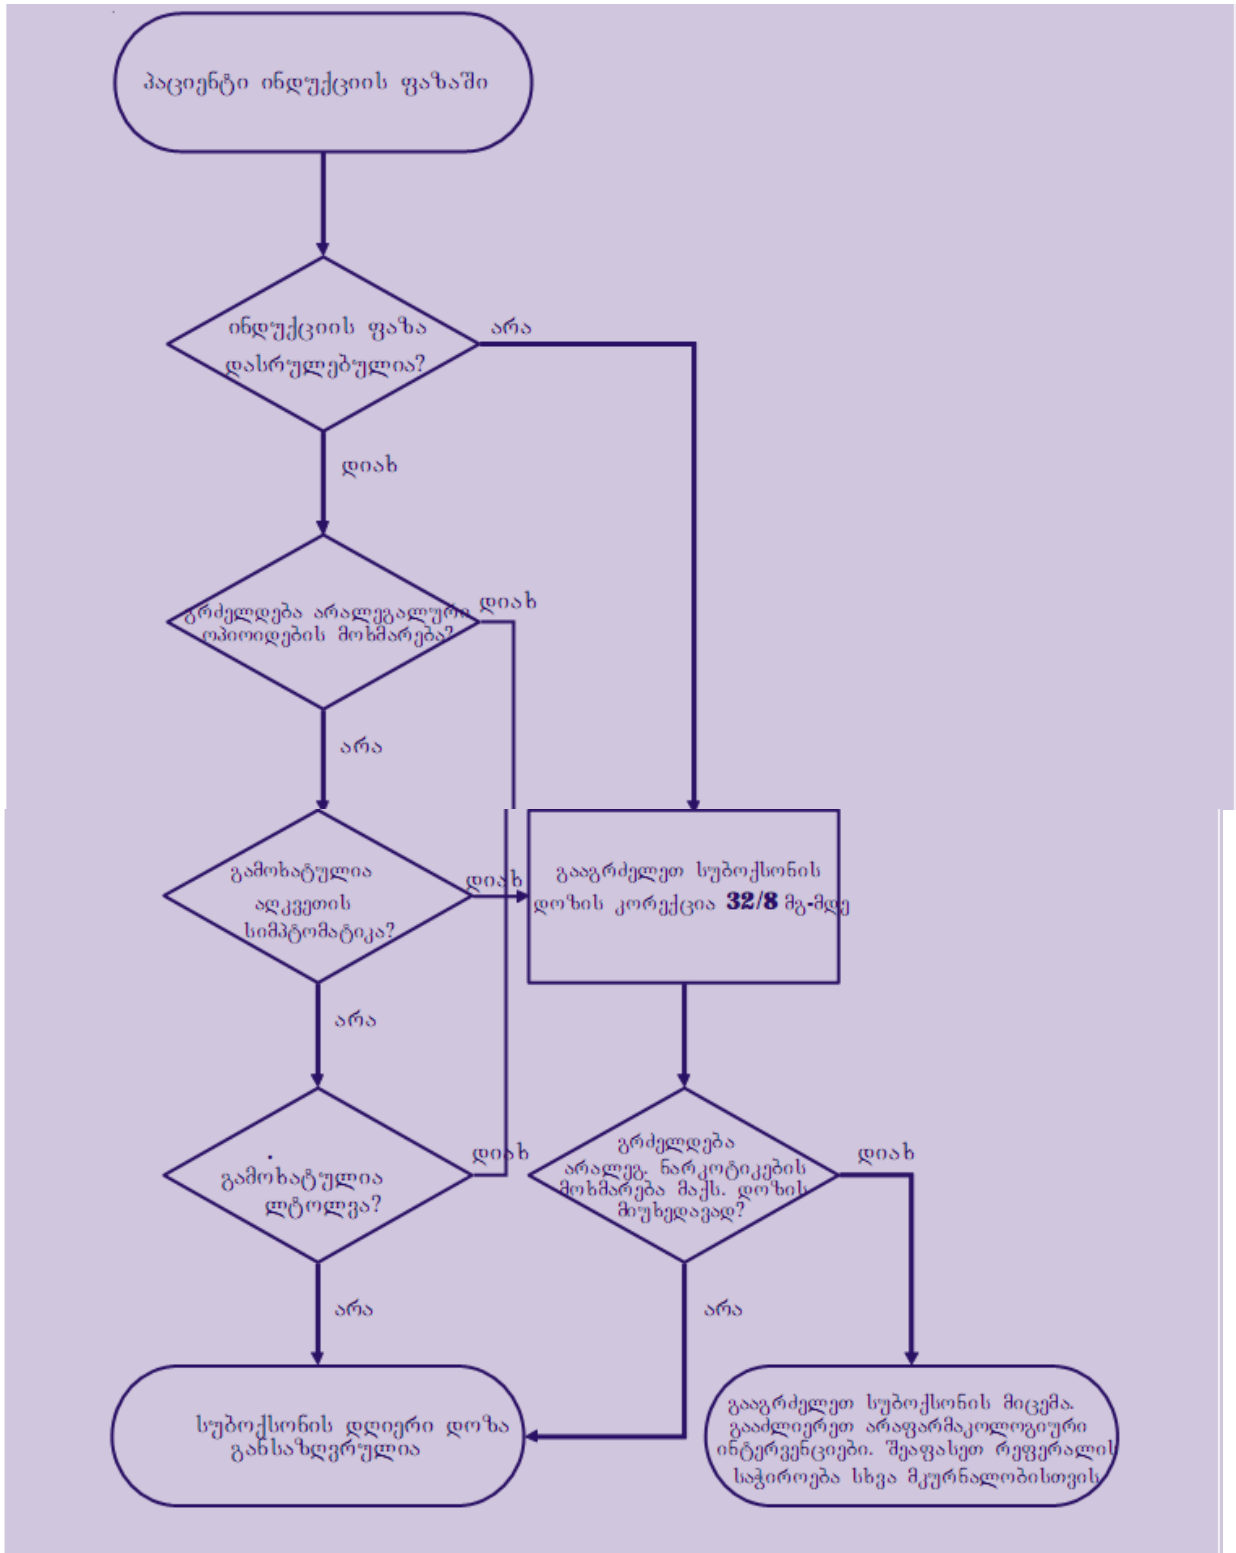 პაციენტი ინდუქციის ფაზაში
ინდუქციის ფაზა
დასრულებულია?
არა
დიახ
გრძელდება არალეგალური
ოპიოიდების მოხმარება?
დიახ
არა
გამოხატულია
აღკვეთის
სიმპტომატიკა?
დიახ
გააგრძელეთ სუბოქსონის
დოზის კორექცია 32/8 მგ-მდე
არა
გამოხატულია
ლტოლვა?
დიახ
გრძელდება
არალეგ. ნარკოტიკების
მოხმარება მაქს. დოზის
მიუხედავად?
დიახ
არა
არა
სუბოქსონის დღიური დოზა
განსაზღვრულია
გააგრძელეთ სუბოქსონის მიცემა.
გააძლიერეთ არაფარმაკოლოგიური
ინტერვენციები. შეაფასეთ რეფერალის
საჭიროება სხვა მკურნალობისთვის